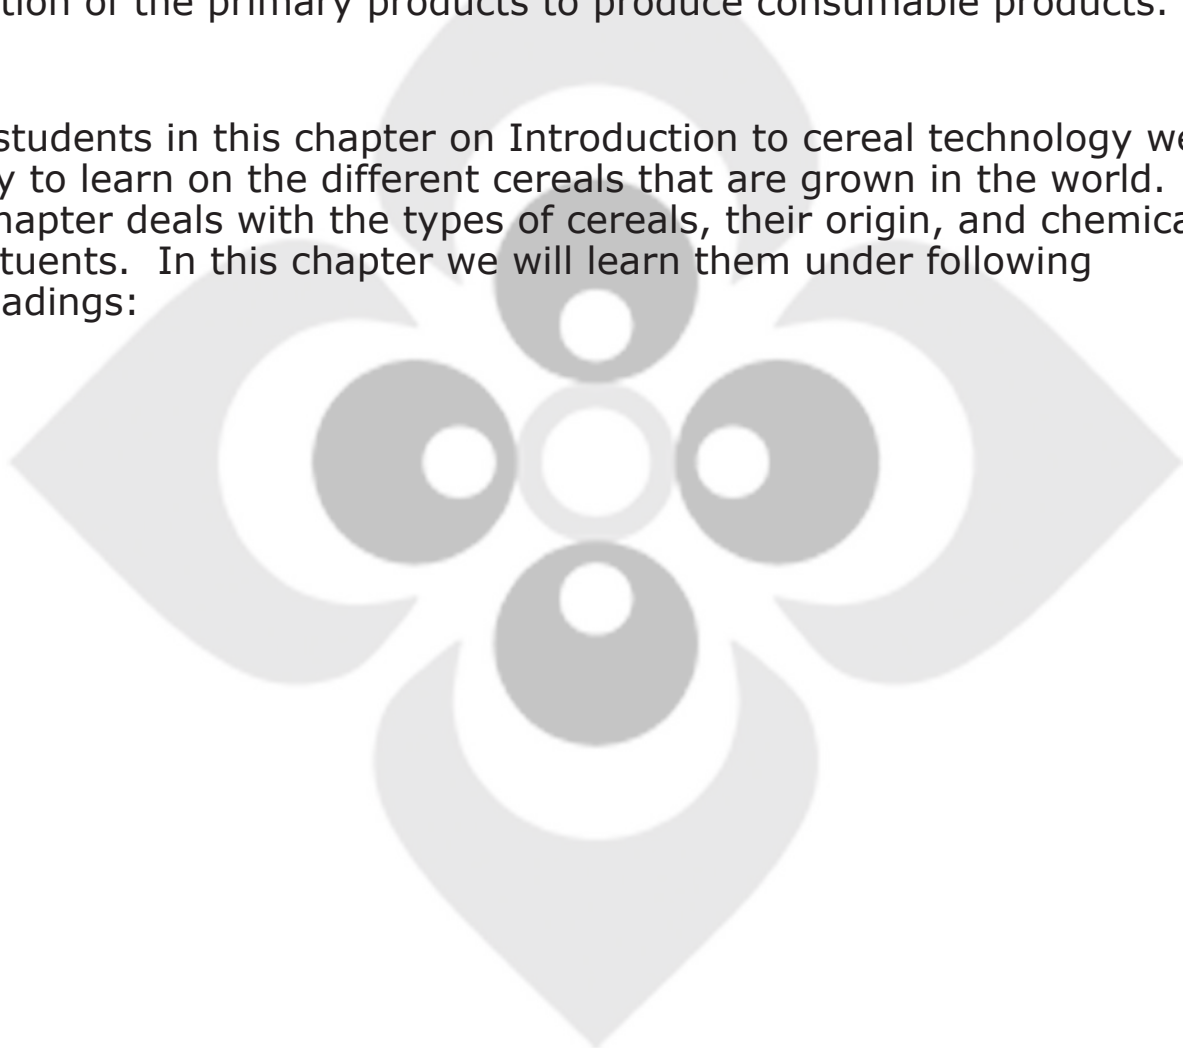 tion of the primary products to produce consumable products.
students in this chapter on Introduction to cereal technology we
y to learn on the different cereals that are grown in the world.
hapter deals with the types of cereals, their origin, and chemica
tuents.  In this chapter we will learn them under following
adings: